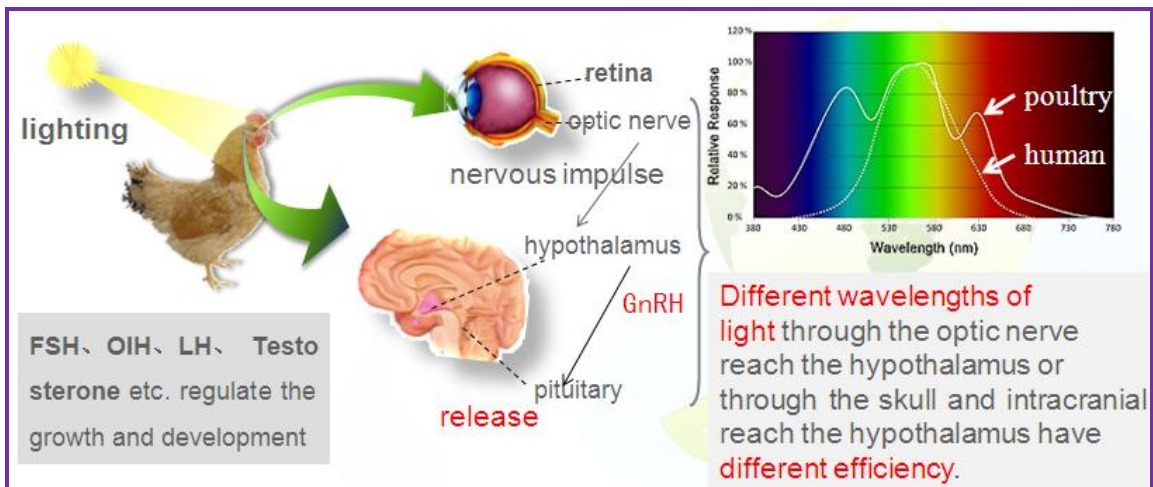 lighting
retina
optic nerve
nervous impulse
hypothalamus
GnRH
pituitary
release
FSH、OIH、LH、 Testo
sterone etc. regulate the
growth and development
120%
100%
80%
60%
40%
20%
0%
Relative Response
380 430 480 530 580 630 680 730 780
Wavelength (nm)
poultry
human
Different wavelengths of
light through the optic nerve
reach the hypothalamus or
through the skull and intracranial
reach the hypothalamus have
different efficiency.